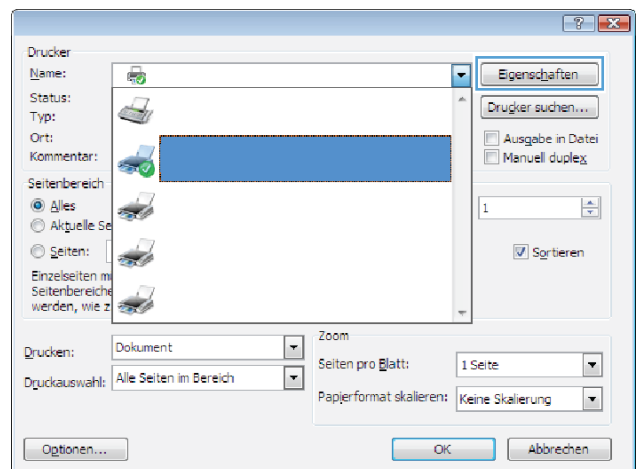 Drucker
Name:
Eigenschaften
Status:
Typ:
Drucker suchen...
Ort:
Ausgabe in Datei
Kommentar:
Manuell duplex
Seitenbereich
Alles
1
Aktuelle Se
Seiten:
Sortieren
Einzelseiten m
Seitenbereiche
werden, wie z
Zoom
Drucken:
Dokument
Seiten pro Blatt:
1 Seite
Druckauswahl:
Alle Seiten im Bereich
Papierformat skalieren:
Keine Skalierung
Optionen...
OK
Abbrechen